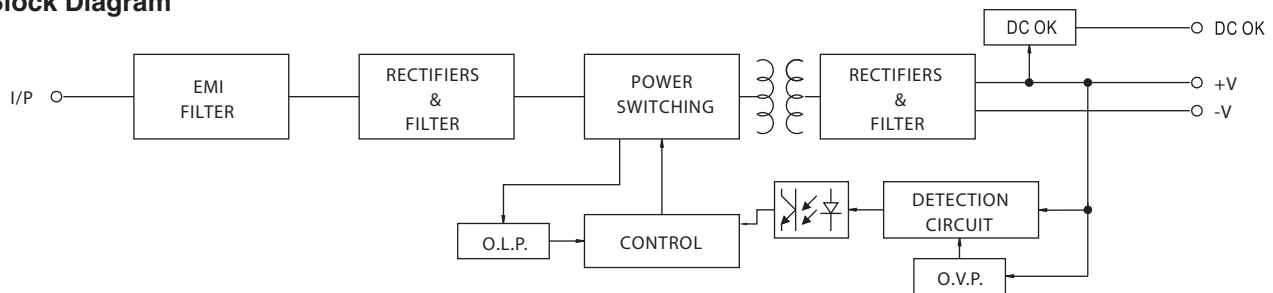 Block Diagram
DC OK
DC OK
I/P
EMI
FILTER
RECTIFIERS
&
FILTER
POWER
SWITCHING
RECTIFIERS
&
FILTER
+V
-V
O.L.P.
CONTROL
DETECTION
CIRCUIT
O.V.P.